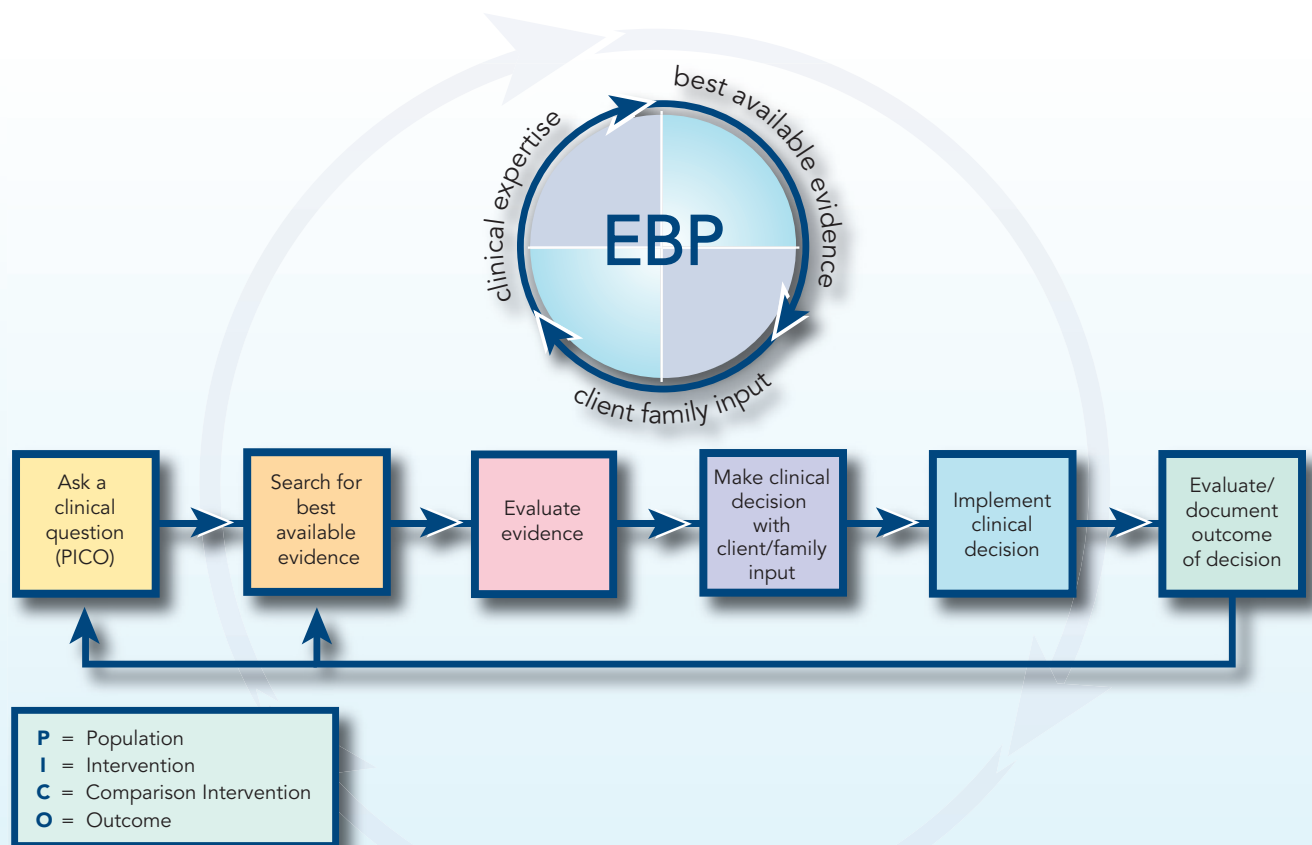 best available evidence
clinical expertise
EBP
client family input
Ask a
clinical
question
(PICO)
Search for
best
available
evidence
Evaluate
evidence
Make clinical
decision
with
client/family
input
Implement
clinical
decision
Evaluate/
document
outcome
of decision
P = Population
I = Intervention
C = Comparison Intervention
O = Outcome